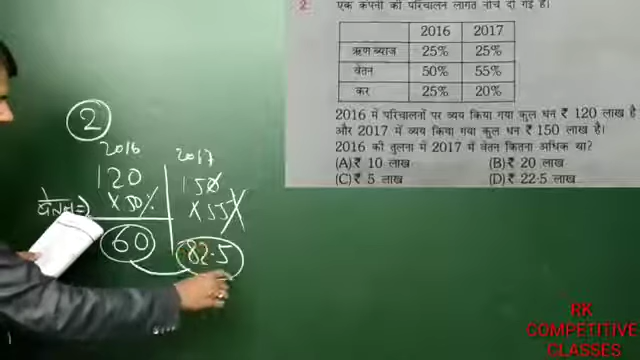 2. एक कंपनी की परिचालन लागत नीचे दी गई है।
2016 2017
ऋण ब्याज 25% 25%
वेतन 50% 55%
कर 25% 20%
2016 में परिचालनों पर व्यय किया गया कुल धन ₹ 120 लाख है
और 2017 में व्यय किया गया कुल धन ₹ 150 लाख है।
2016 की तुलना में 2017 में वेतन कितना अधिक था?
(A) ₹ 10 लाख (B) ₹ 20 लाख
(C) ₹ 5 लाख (D) ₹ 22·5 लाख
2
2016 2017
120 150
वेतन ⇒ × 50% × 55%
60 82.5
RK
COMPETITIVE
CLASSES